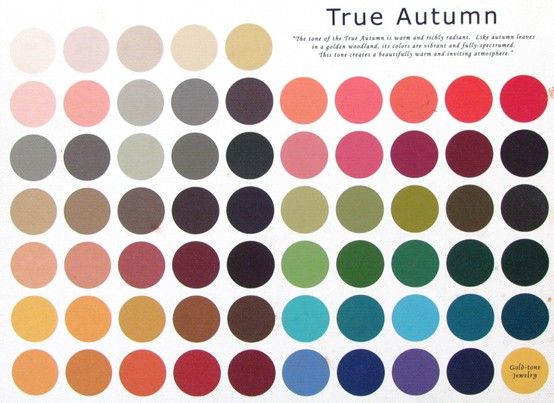 True Autumn
"The tone of the True Autumn is warm and richly radiant. Like autumn leaves
in a golden woodland, its colors are vibrant and fully-spectrumed.
This tone creates a beautifully warm and inviting atmosphere."
Gold-tone
Jewelry